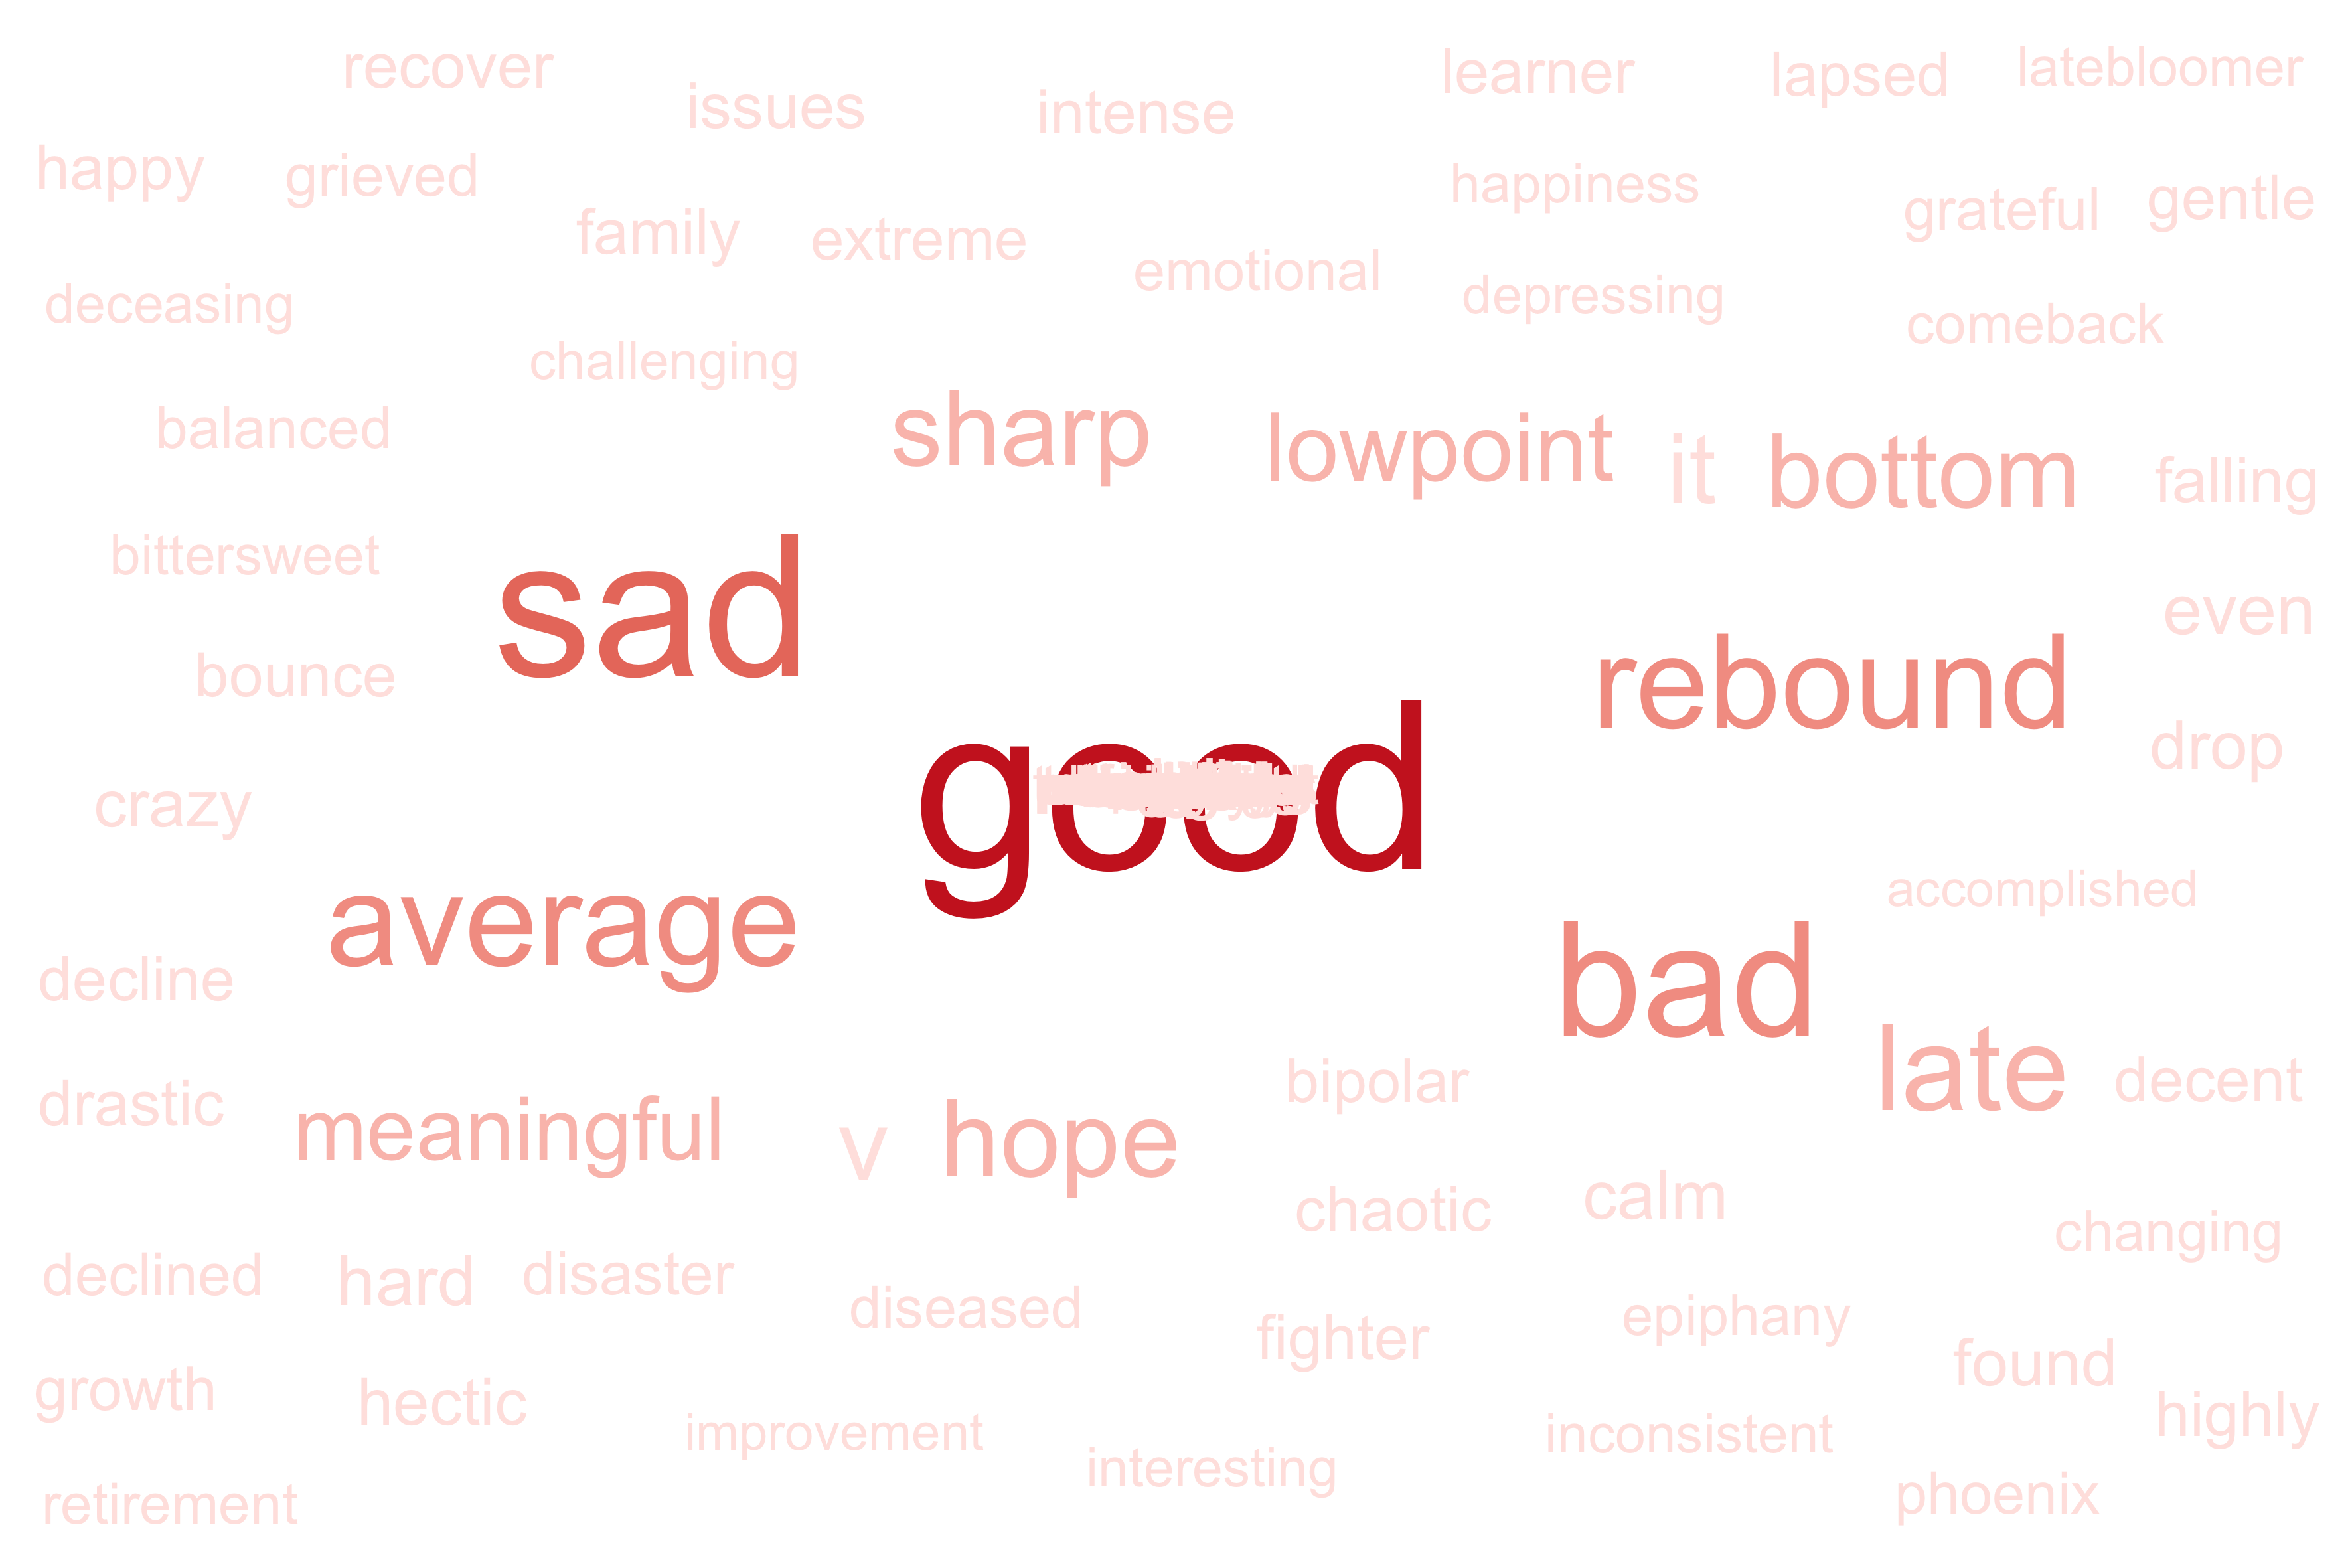 recover
issues
intense
learner
lapsed
latebloomer
happy
grieved
family
extreme
emotional
happiness
grateful
gentle
deceasing
challenging
depressing
comeback
balanced
sharp
lowpoint
it
bottom
falling
bittersweet
sad
even
bounce
rebound
drop
crazy
good
average
accomplished
decline
bad
late
drastic
meaningful
v
hope
bipolar
decent
chaotic
calm
changing
declined
hard
disaster
diseased
fighter
epiphany
found
growth
hectic
improvement
interesting
inconsistent
highly
retirement
phoenix